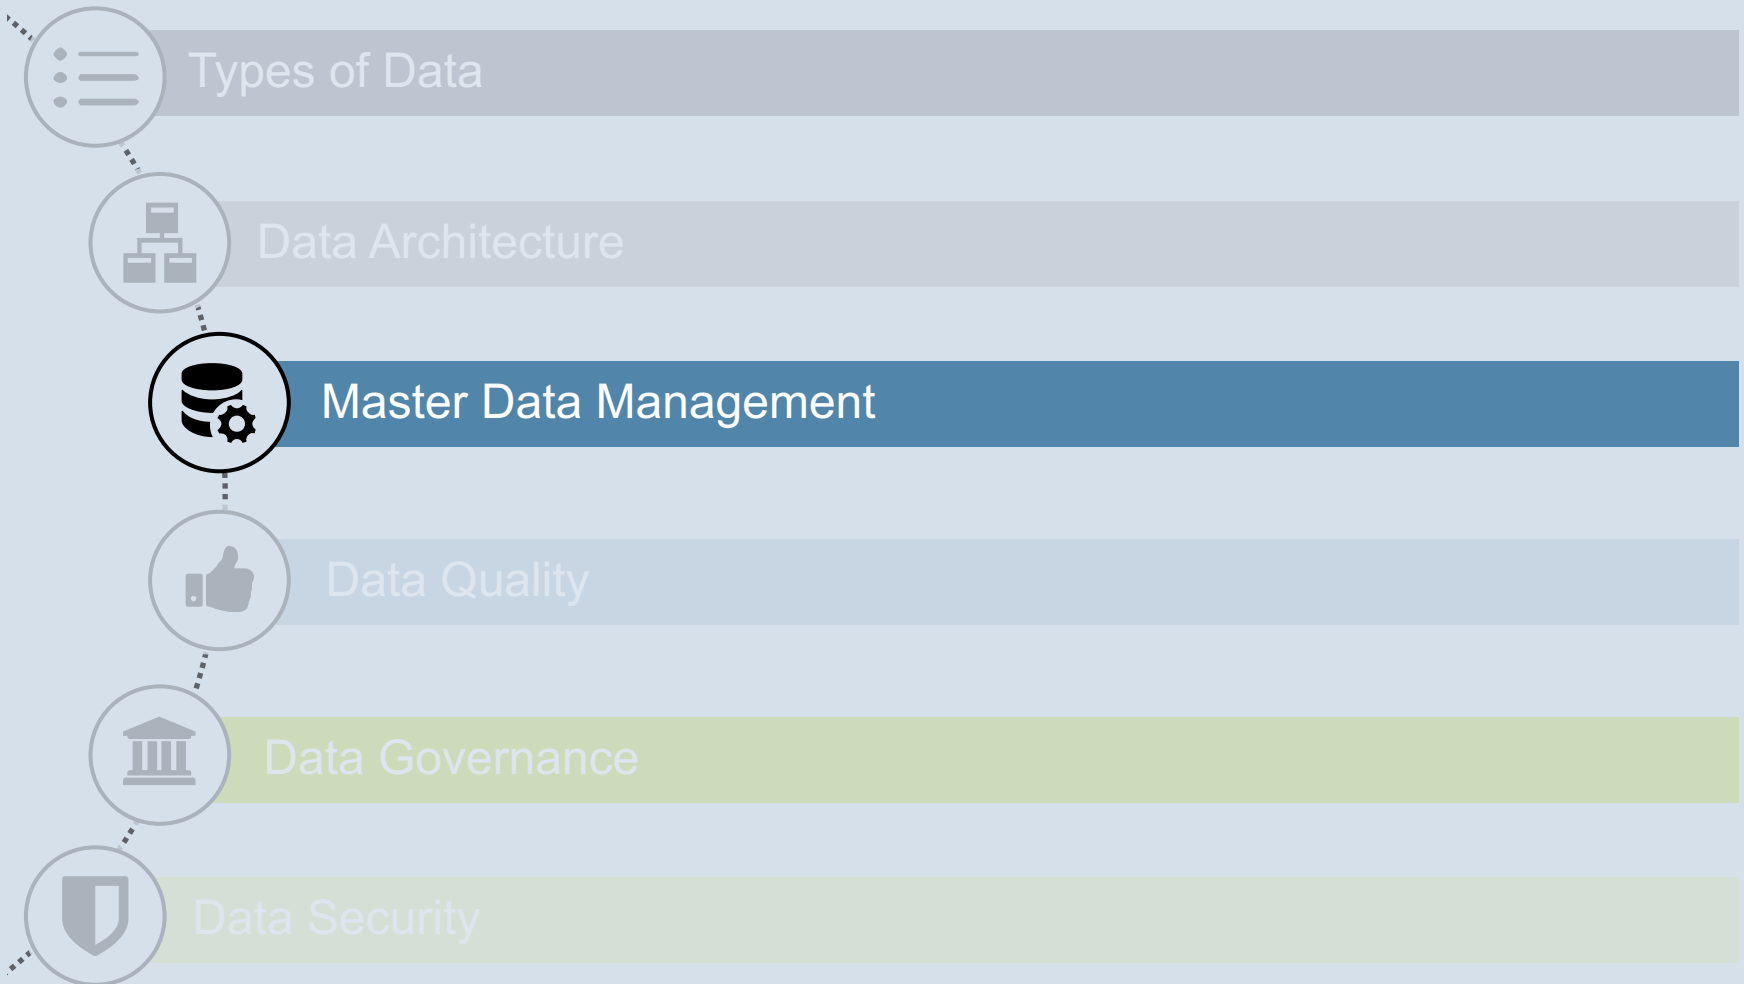 Types of Data
Data Architecture
Master Data Management
Data Quality
Data Governance
Data Security